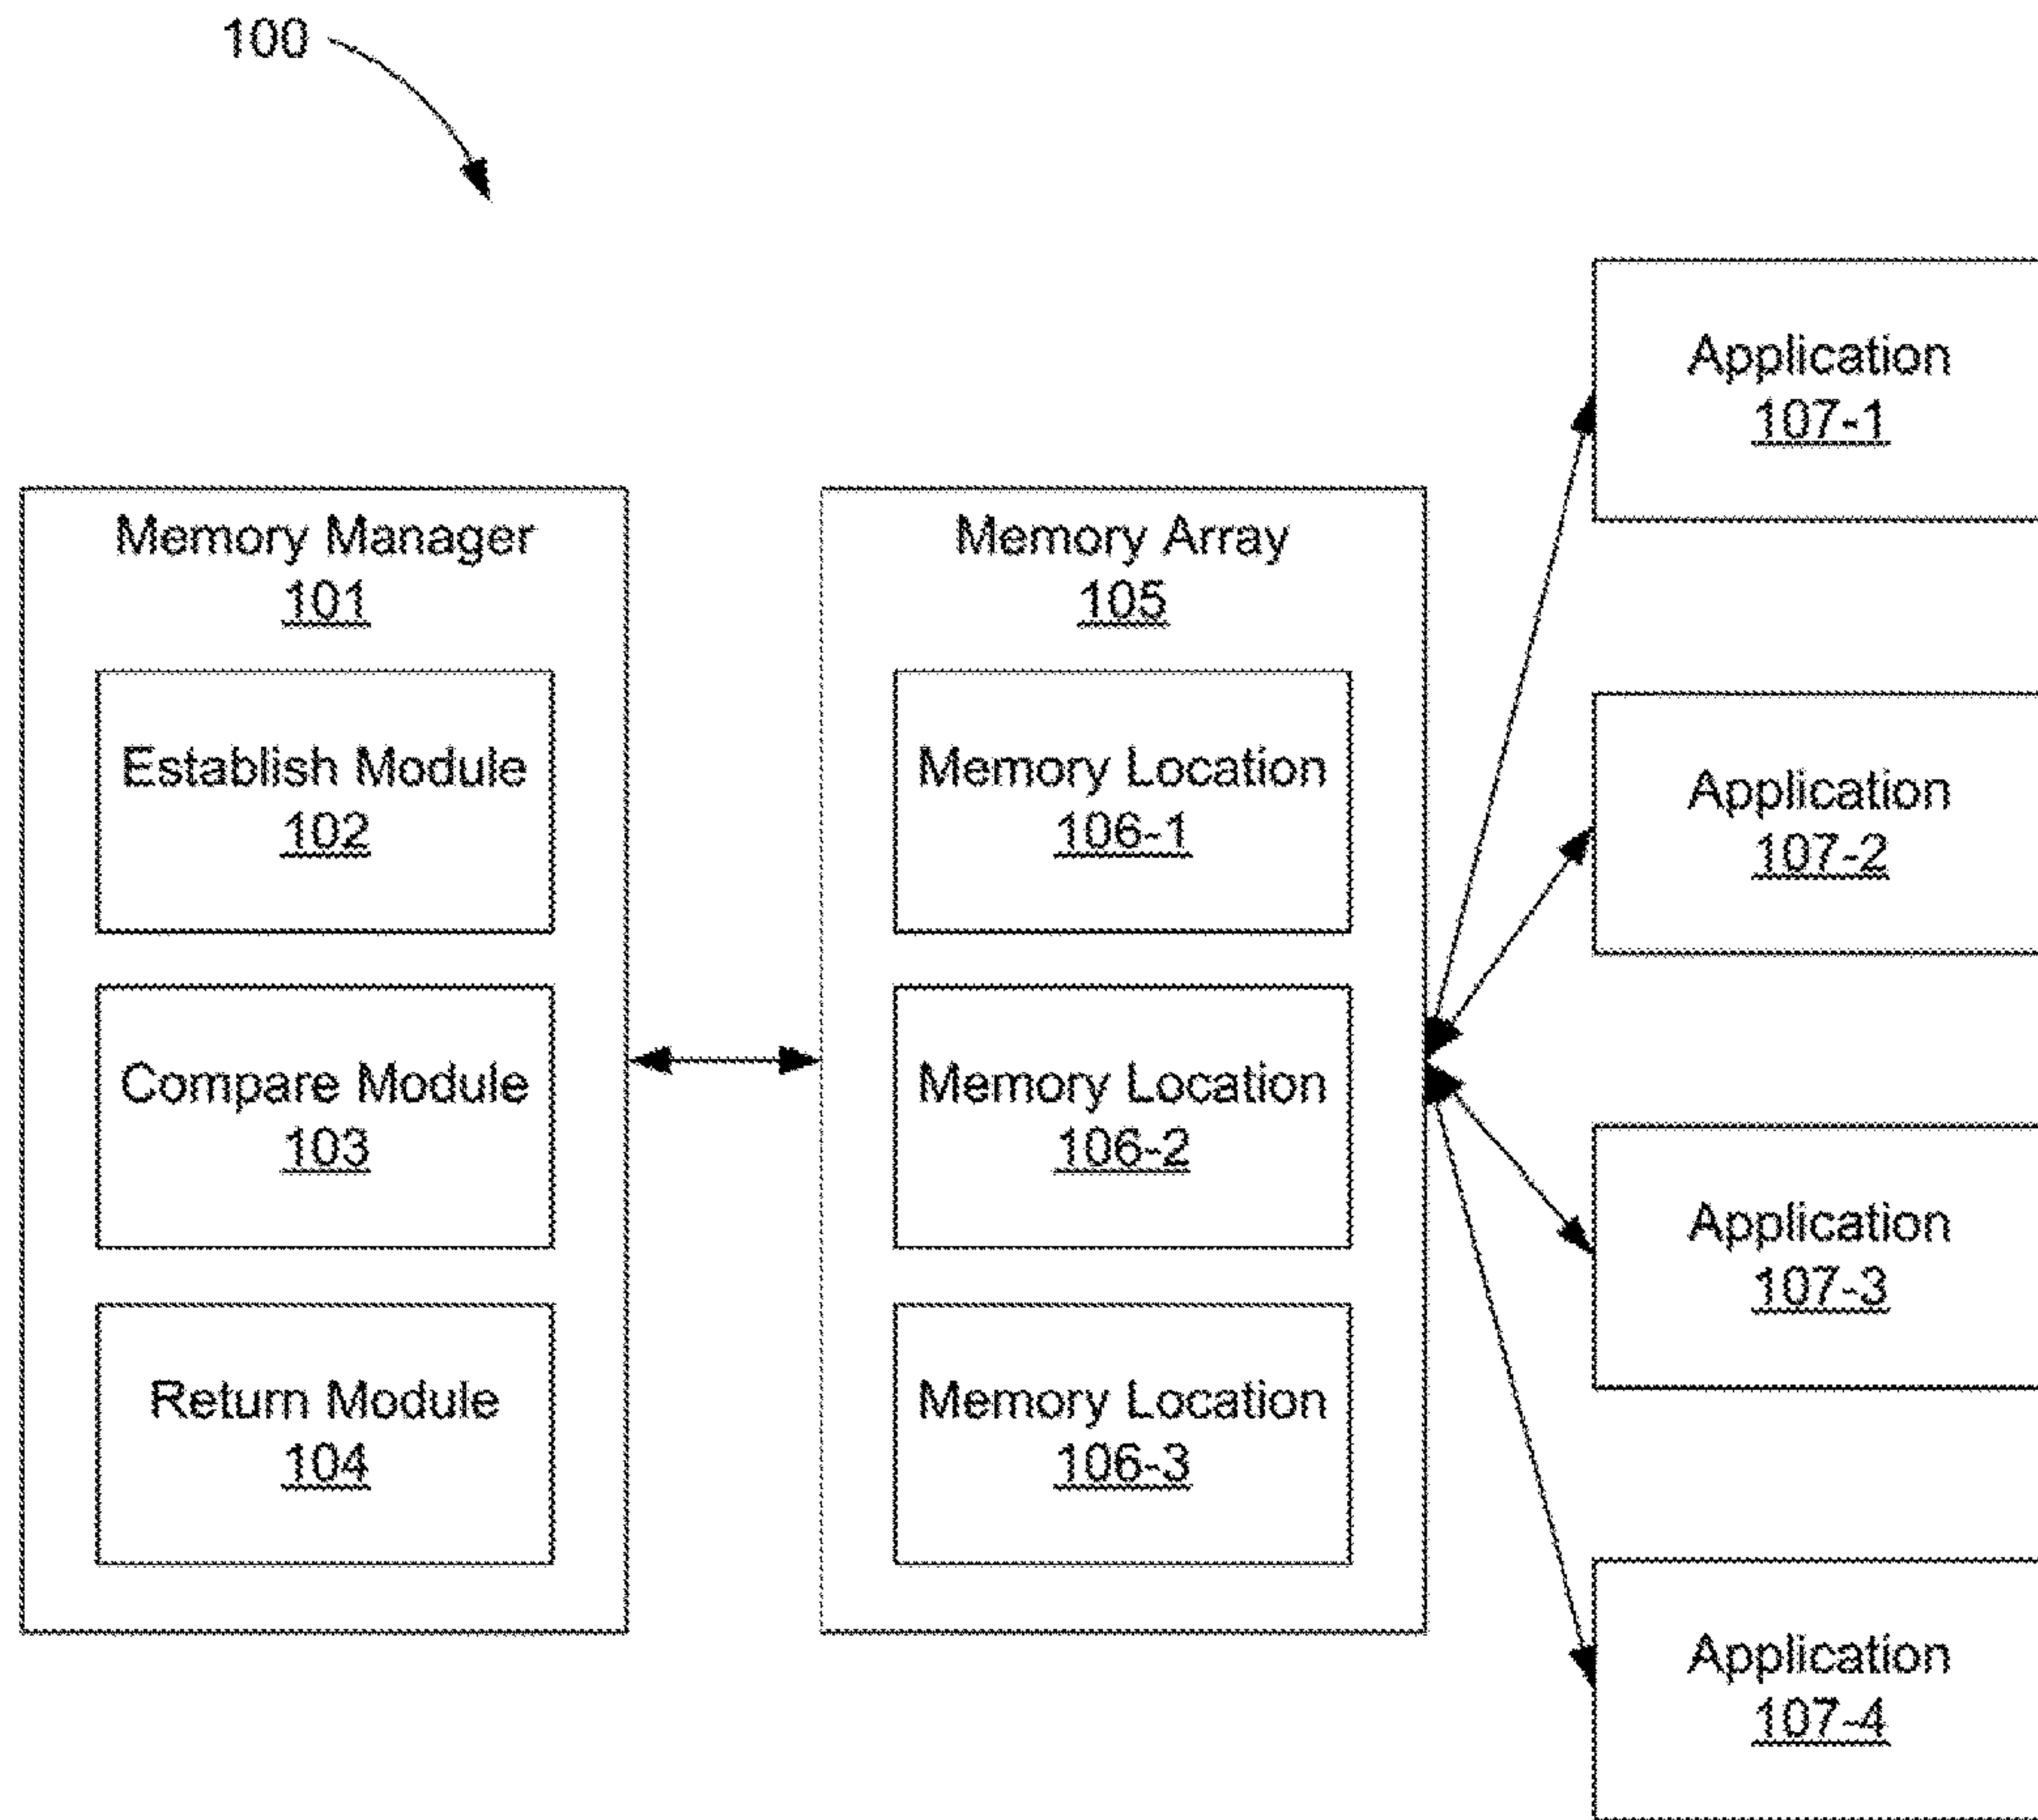 100
Memory Manager
101
Establish Module
102
Compare Module
103
Return Module
104
Memory Array
105
Memory Location
106-1
Memory Location
106-2
Memory Location
106-3
Application
107-1
Application
107-2
Application
107-3
Application
107-4